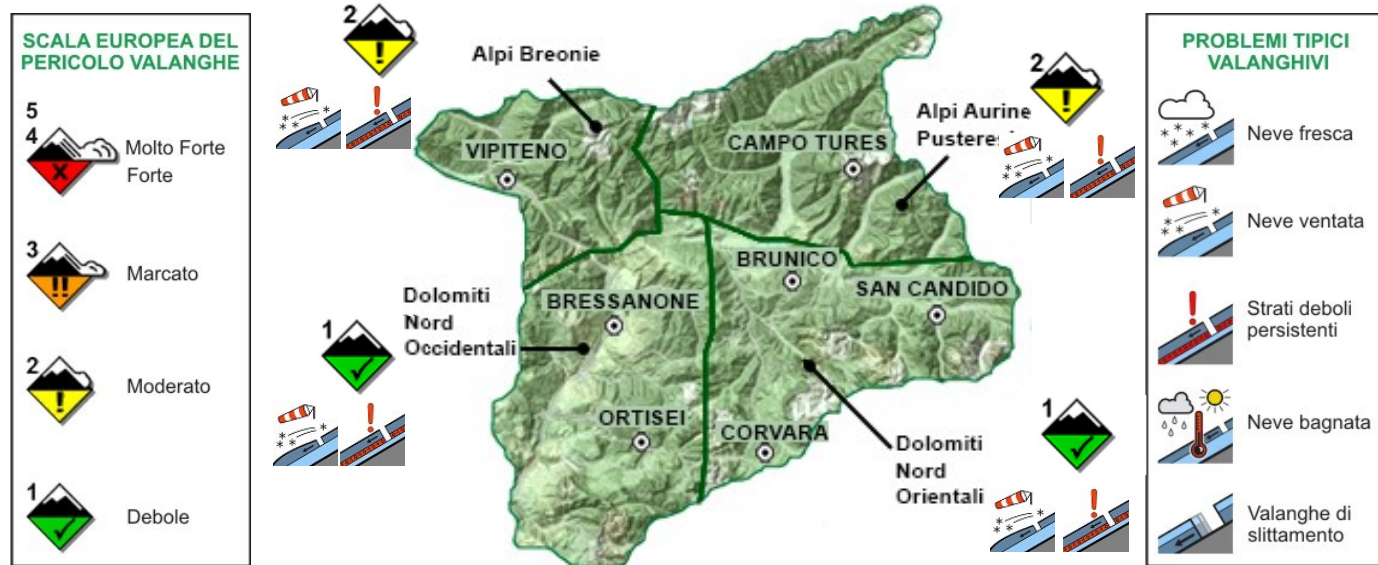 SCALA EUROPEA DEL
PERICOLO VALANGHE
5
4
Molto Forte
Forte
3
Marcato
2
Moderato
1
Debole
2
Alpi Breonie
VIPITENO
CAMPO TURES
2
Alpi Aurine
BRUNICO
SAN CANDIDO
BRESSANONE
Dolomiti
Nord
Occidentali
1
ORTISEI
CORVARA
Dolomiti
Nord
Orientali
1
PROBLEMI TIPICI
VALANGHIVI
Neve fresca
Neve ventata
Strati deboli
persistenti
Neve bagnata
Valanghe di
slittamento